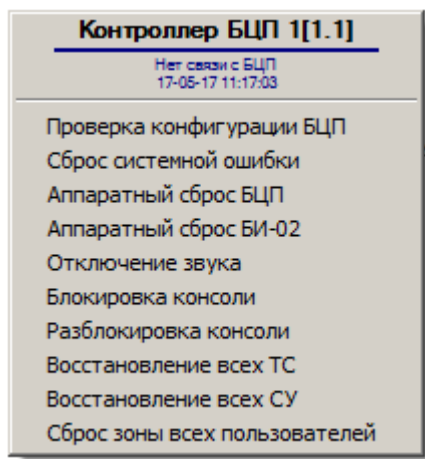 Контроллер БЦП 1[1.1]
Нет связи с БЦП
17-05-17 11:17:03
Проверка конфигурации БЦП
Сброс системной ошибки
Аппаратный сброс БЦП
Аппаратный сброс БИ-02
Отключение звука
Блокировка консоли
Разблокировка консоли
Восстановление всех ТС
Восстановление всех СУ
Сброс зоны всех пользователей